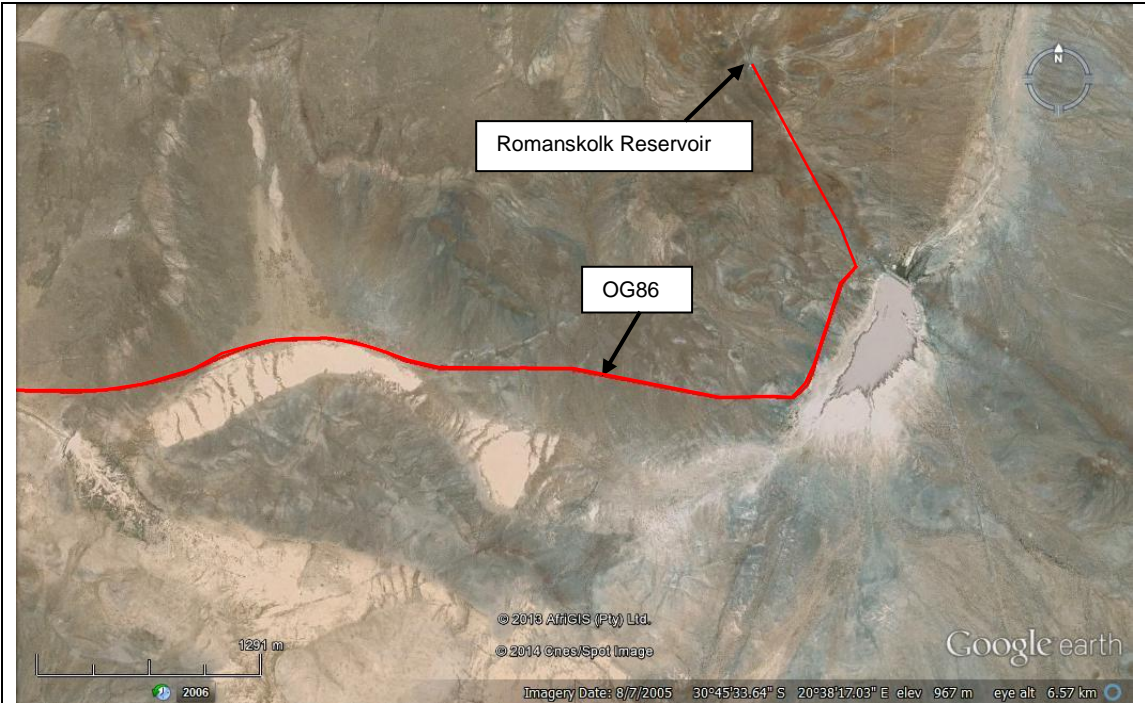 N
Romanskolk Reservoir
OG86
© 2013 AfriGIS (Pty) Ltd.
© 2014 Cnes/Spot Image
1291 m
Google earth
2006
Imagery Date: 8/7/2005 30°45'33.64" S 20°38'17.03" E elev 967 m eye alt 6.57 km